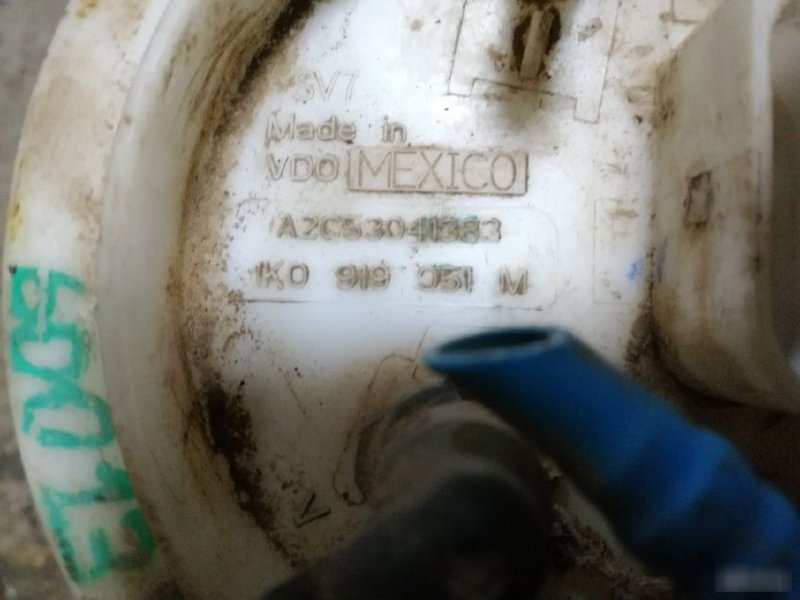 SV7
Made in
VDO MEXICO
A2C53041383
1K0 919 051 M